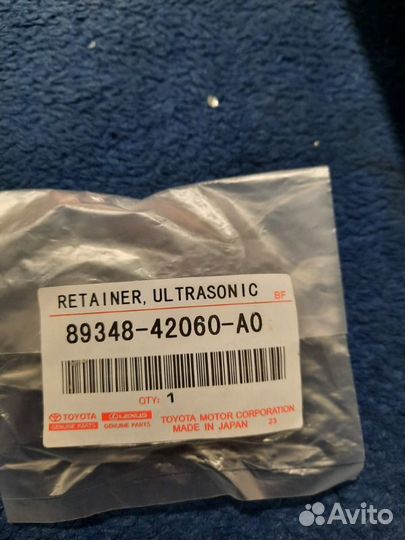 RETAINER, ULTRASONIC BF
89348-42060-A0
QTY: 1
TOYOTA LEXUS TOYOTA MOTOR CORPORATION
GENUINE PARTS GENUINE PARTS MADE IN JAPAN 23
Avito